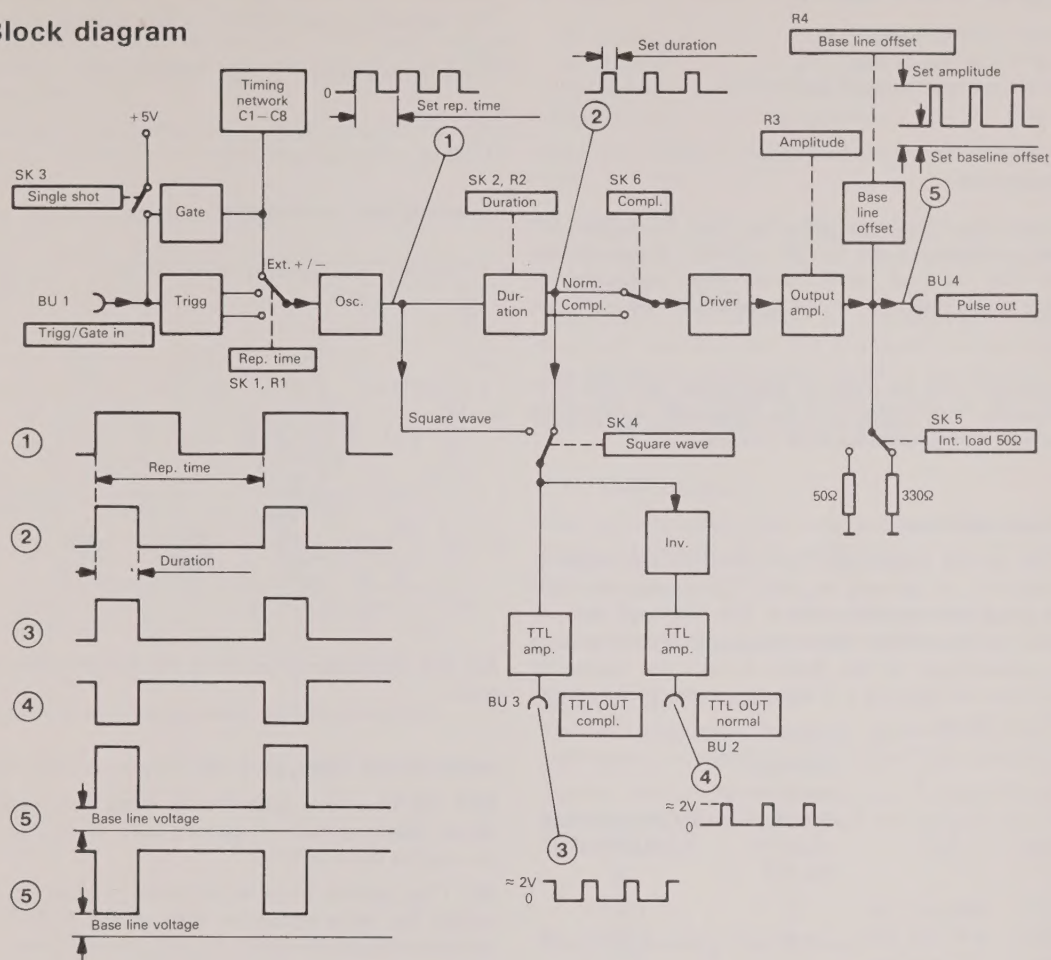 lock diagram
R4
Base line offset
Set duration
Timing
network
C1–C8
0
Set rep. time
Set amplitude
+5V
1
2
R3
Amplitude
Set baseline offset
SK 3
Single shot
SK 2, R2
Duration
SK 6
Compl.
5
Gate
Base
line
offset
Ext. + / –
BU 1
Trigg
Osc.
Dur-
ation
Norm.
Compl.
Driver
Output
ampl.
BU 4
Pulse out
Trigg/Gate in
Rep. time
SK 1, R1
Square wave
SK 4
Square wave
SK 5
Int. load 50Ω
1
Rep. time
50Ω
330Ω
2
Duration
Inv.
3
TTL
amp.
TTL
amp.
4
BU 3
TTL OUT
compl.
TTL OUT
normal
BU 2
4
5
Base line voltage
≈ 2V
0
3
5
≈ 2V
0
Base line voltage